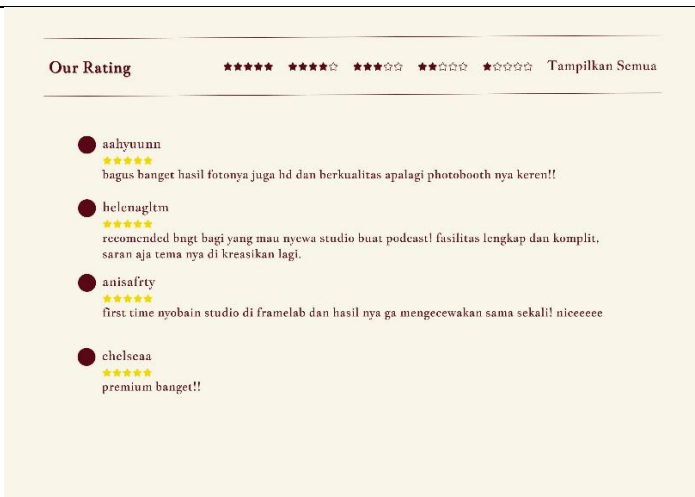 Our Rating ★★★★★ ★★★★☆ ★★★☆☆ ★★☆☆☆ ★☆☆☆☆ Tampilkan Semua
aahyuunn
★★★★★
bagus banget hasil fotonya juga hd dan berkualitas apalagi photobooth nya keren!!
helenagltm
★★★★★
recomended bngt bagi yang mau nyewa studio buat podcast! fasilitas lengkap dan komplit,
saran aja tema nya di kreasikan lagi.
anisafrty
★★★★★
first time nyobain studio di framelab dan hasil nya ga mengecewakan sama sekali! niceeeee
chelseaa
★★★★★
premium banget!!